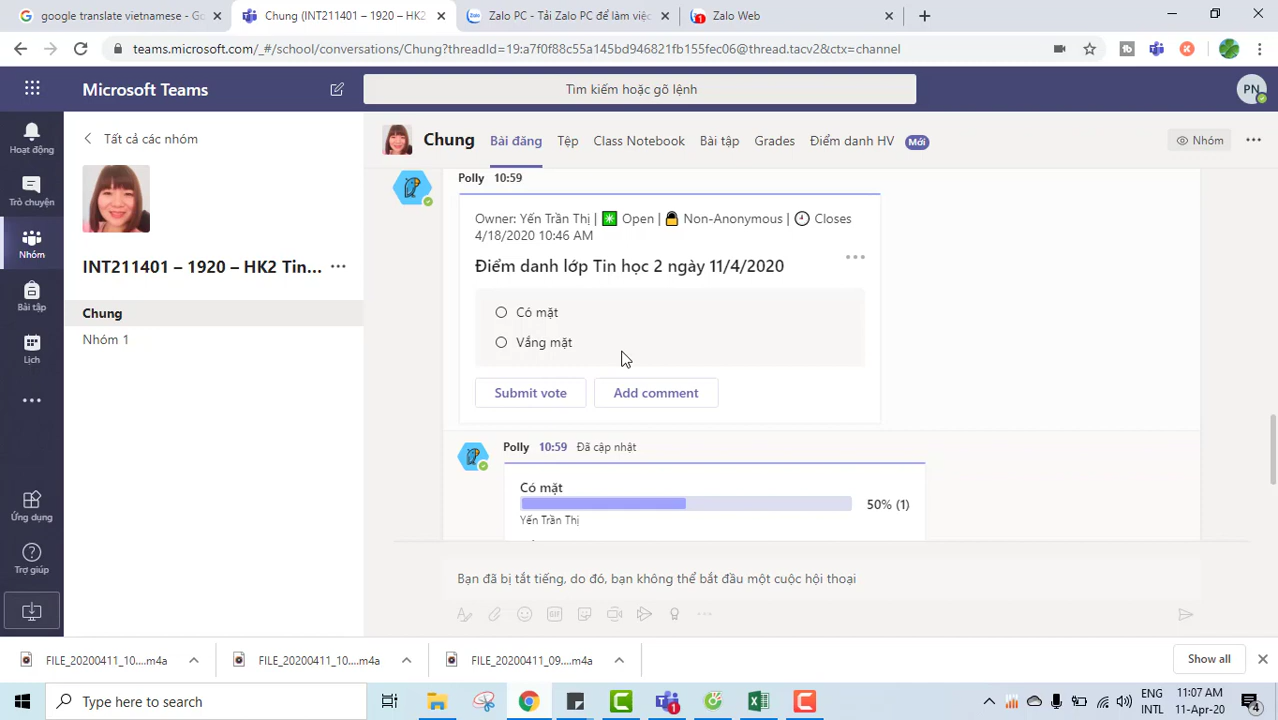 google translate vietnamese - G
Chung (INT211401 – 1920 – HK2
Zalo PC - Tải Zalo PC để làm việc
Zalo Web
teams.microsoft.com/_#/school/conversations/Chung?threadId=19:a7f0f88c55a145bd946821fb155fec06@thread.tacv2&ctx=channel
Microsoft Teams
Tìm kiếm hoặc gõ lệnh
PN
Hoạt động
Trò chuyện
Nhóm
Bài tập
Lịch
Ứng dụng
Trợ giúp
Tất cả các nhóm
INT211401 – 1920 – HK2 Tin...
Chung
Nhóm 1
Chung
Bài đăng
Tệp
Class Notebook
Bài tập
Grades
Điểm danh HV
Mới
Nhóm
Polly 10:59
Owner: Yến Trần Thị | Open | Non-Anonymous | Closes
4/18/2020 10:46 AM
Điểm danh lớp Tin học 2 ngày 11/4/2020
Có mặt
Vắng mặt
Submit vote
Add comment
Polly 10:59 Đã cập nhật
Có mặt
50% (1)
Yến Trần Thị
Bạn đã bị tắt tiếng, do đó, bạn không thể bắt đầu một cuộc hội thoại
GIF
FILE_20200411_10....m4a
FILE_20200411_10....m4a
FILE_20200411_09....m4a
Show all
Type here to search
ENG
INTL
11:07 AM
11-Apr-20
4